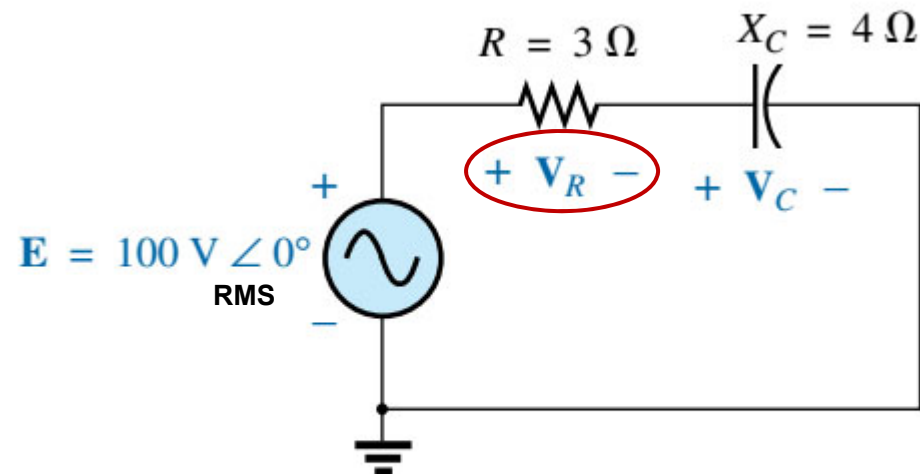 R = 3 Ω
X_C = 4 Ω
+ V_R −
+ V_C −
+
E = 100 V ∠ 0°
RMS
−